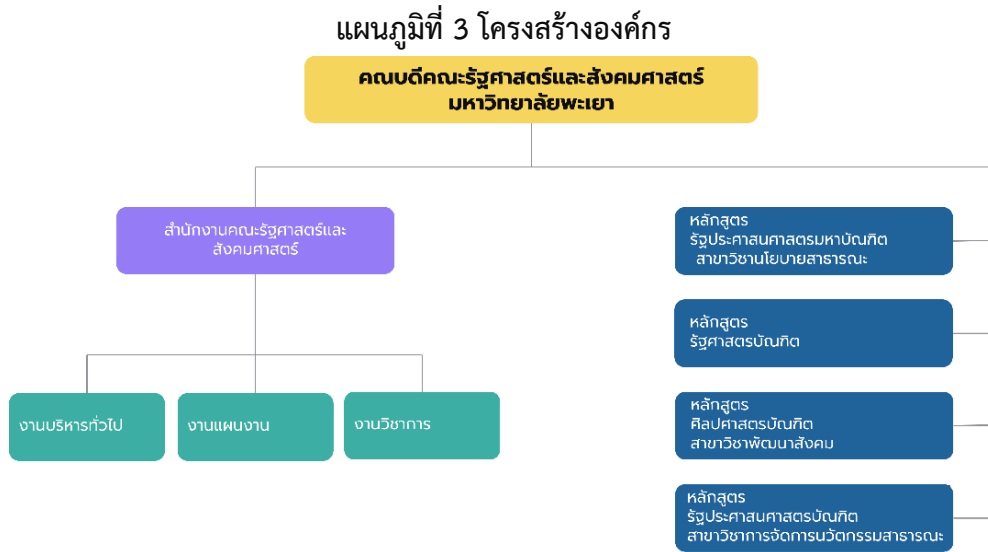 แผนภูมิที่ 3 โครงสร้างองค์กร
คณบดีคณะรัฐศาสตร์และสังคมศาสตร์
มหาวิทยาลัยพะเยา
สำนักงานคณะรัฐศาสตร์และ
สังคมศาสตร์
งานบริหารทั่วไป
งานแผนงาน
งานวิชาการ
หลักสูตร
รัฐประศาสนศาสตรมหาบัณฑิต
สาขาวิชานโยบายสาธารณะ
หลักสูตร
รัฐศาสตรบัณฑิต
หลักสูตร
ศิลปศาสตรบัณฑิต
สาขาวิชาพัฒนาสังคม
หลักสูตร
รัฐประศาสนศาสตรบัณฑิต
สาขาวิชาการจัดการนวัตกรรมสาธารณะ